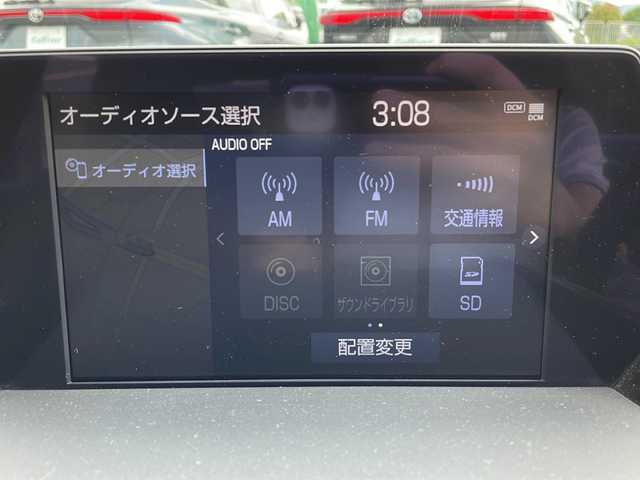 オーディオソース選択 3:08 DCM DCM
AUDIO OFF
オーディオ選択
AM FM 交通情報
DISC サウンドライブラリ SD
配置変更